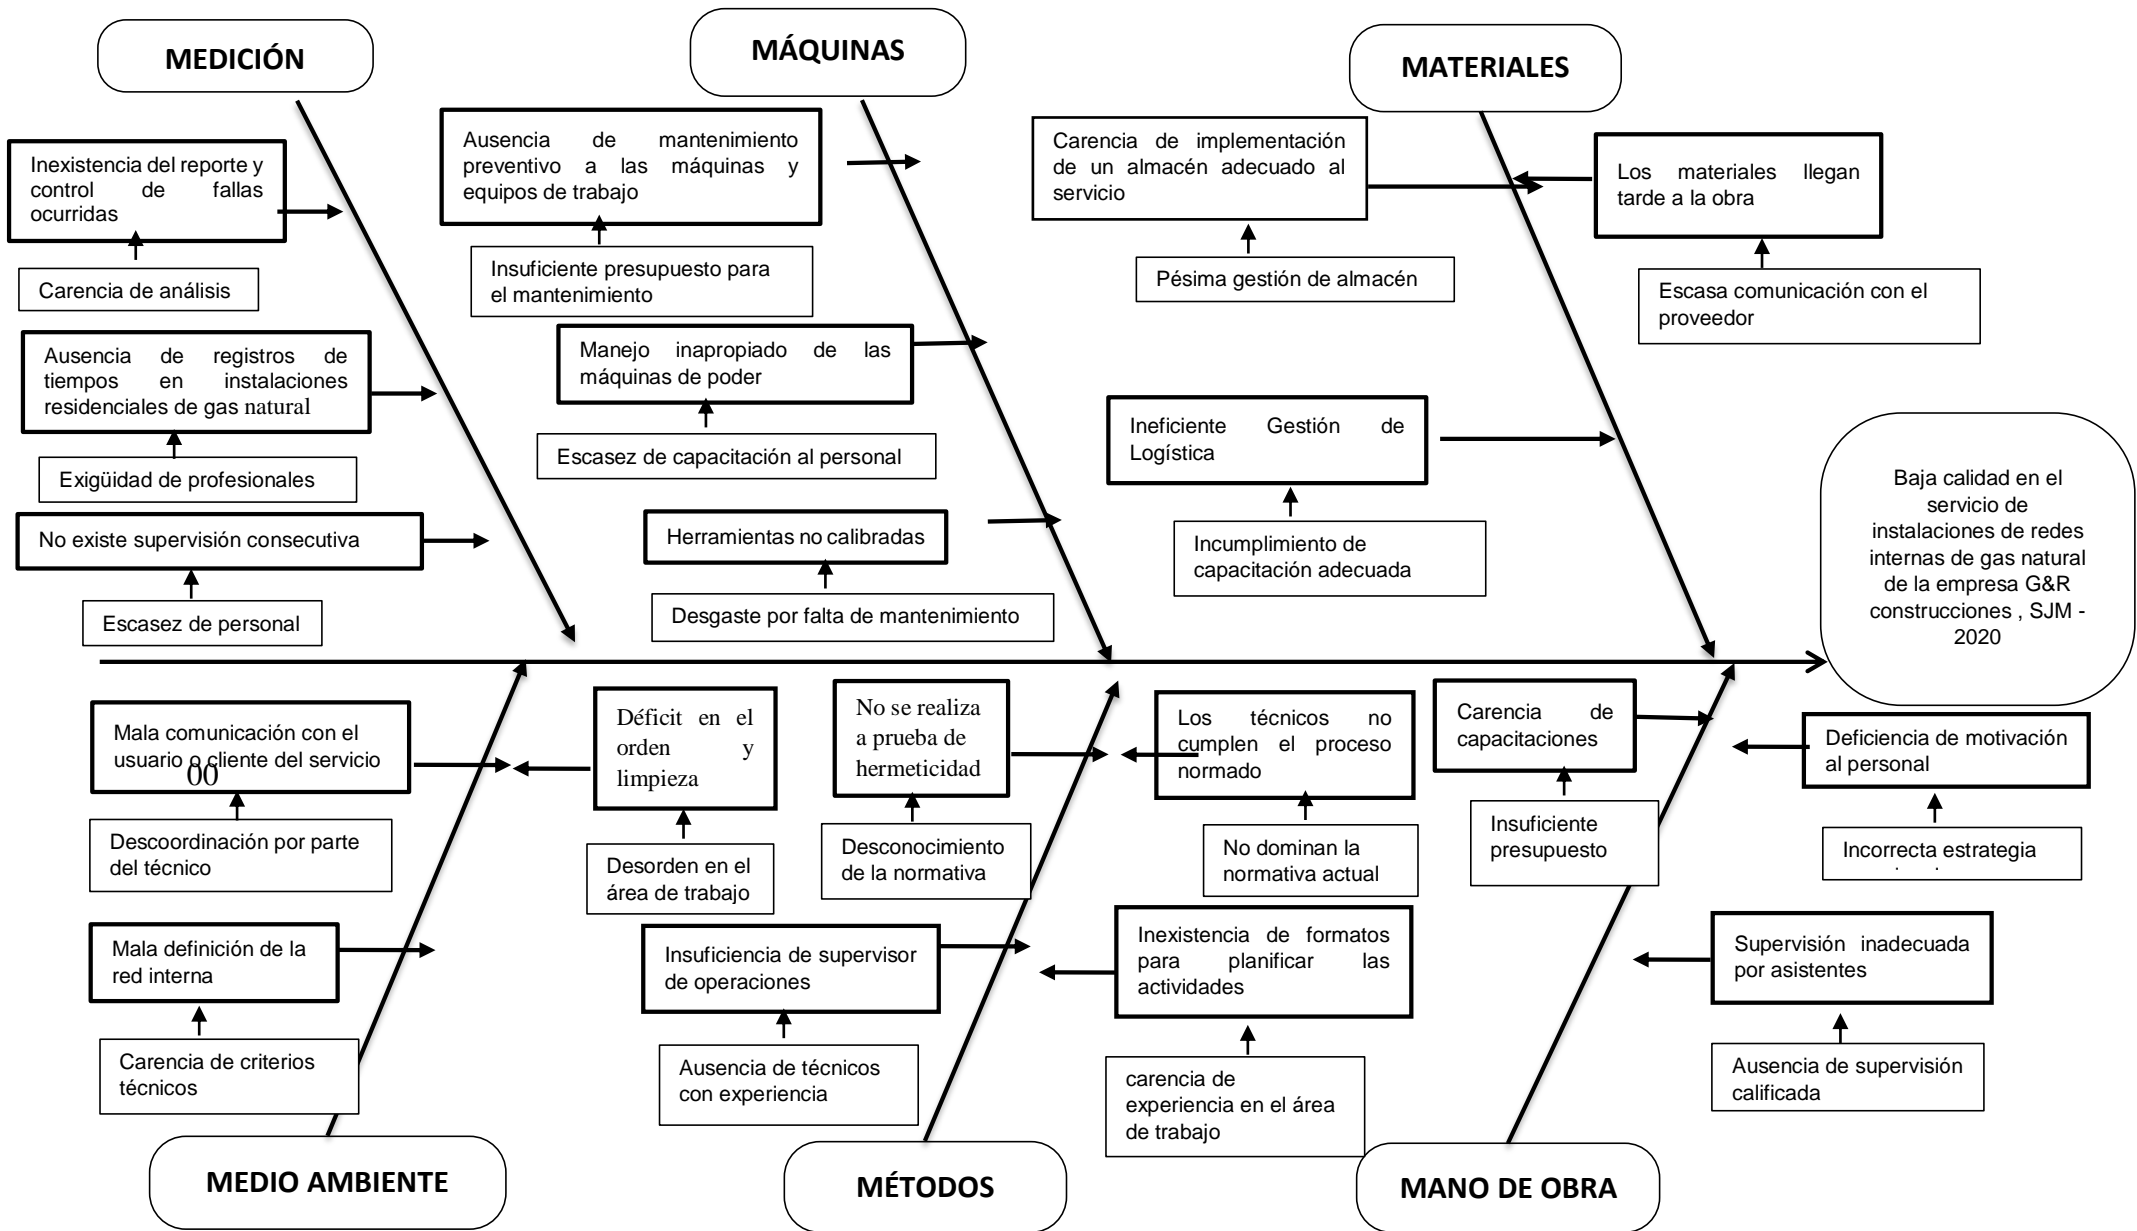 MEDICIÓN
MÁQUINAS
MATERIALES
Inexistencia del reporte y
control de fallas
ocurridas
Carencia de análisis
Ausencia de registros de
tiempos en instalaciones
residenciales de gas natural
Exigüidad de profesionales
No existe supervisión consecutiva
Escasez de personal
Ausencia de mantenimiento
preventivo a las máquinas y
equipos de trabajo
Insuficiente presupuesto para
el mantenimiento
Manejo inapropiado de las
máquinas de poder
Escasez de capacitación al personal
Herramientas no calibradas
Desgaste por falta de mantenimiento
Carencia de implementación
de un almacén adecuado al
servicio
Pésima gestión de almacén
Los materiales llegan
tarde a la obra
Escasa comunicación con el
proveedor
Ineficiente Gestión de
Logística
Incumplimiento de
capacitación adecuada
Baja calidad en el
servicio de
instalaciones de redes
internas de gas natural
de la empresa G&R
construcciones , SJM -
2020
Mala comunicación con el
usuario o cliente del servicio
00
Descoordinación por parte
del técnico
Déficit en el
orden y
limpieza
Desorden en el
área de trabajo
Mala definición de la
red interna
Carencia de criterios
técnicos
No se realiza
a prueba de
hermeticidad
Desconocimiento
de la normativa
Los técnicos no
cumplen el proceso
normado
No dominan la
normativa actual
Insuficiencia de supervisor
de operaciones
Ausencia de técnicos
con experiencia
Inexistencia de formatos
para planificar las
actividades
carencia de
experiencia en el área
de trabajo
Carencia de
capacitaciones
Insuficiente
presupuesto
Deficiencia de motivación
al personal
Incorrecta estrategia
Supervisión inadecuada
por asistentes
Ausencia de supervisión
calificada
MEDIO AMBIENTE
MÉTODOS
MANO DE OBRA